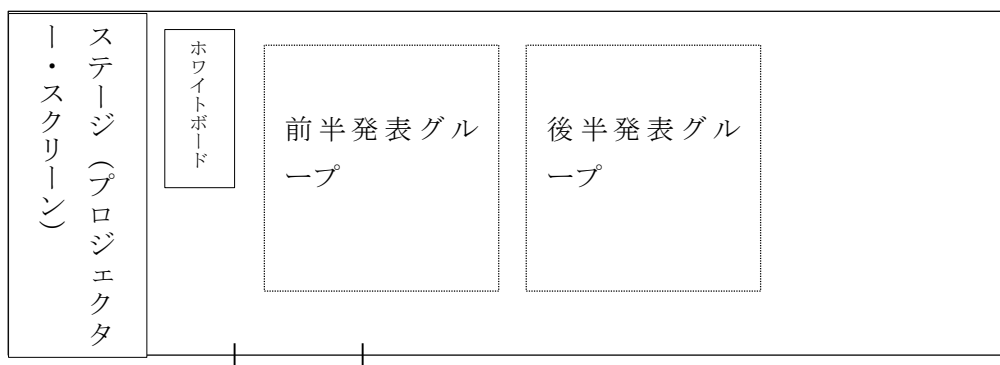 ステージ（プロジェクタ
ー・スクリーン）
ホワイトボード
前半発表グル
ープ
後半発表グル
ープ